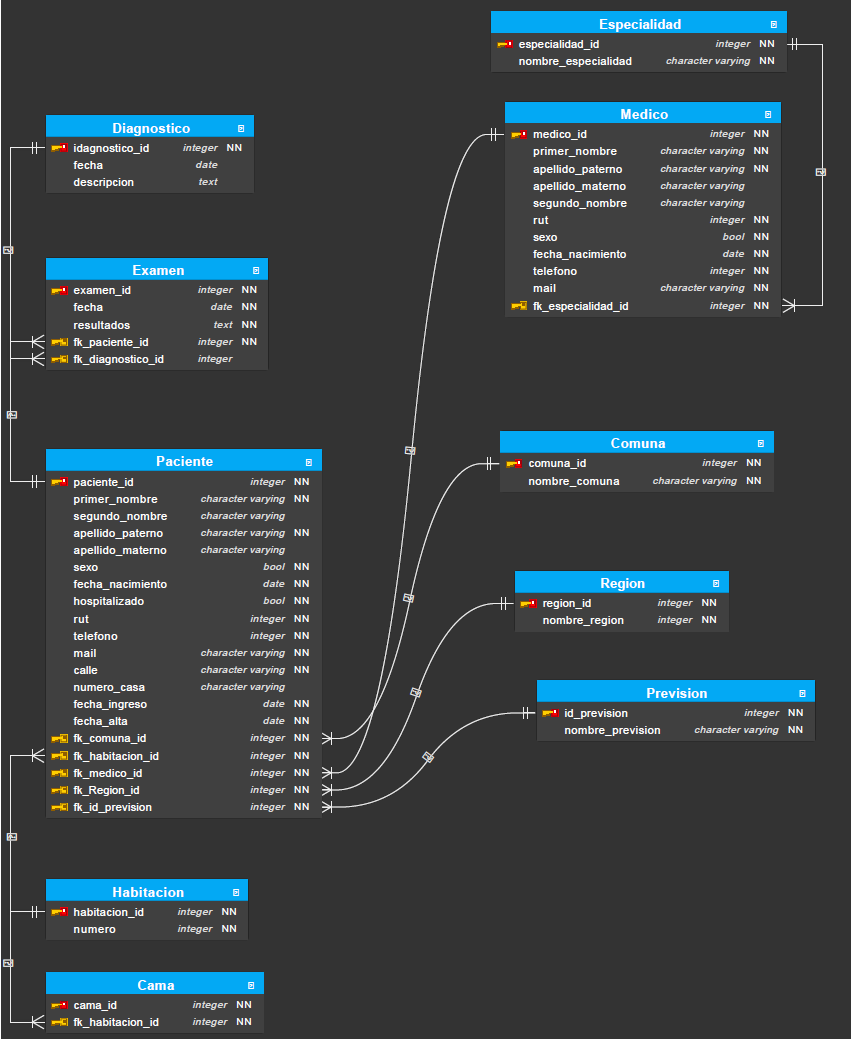 Especialidad
especialidad_id integer NN
nombre_especialidad character varying NN
Medico
medico_id integer NN
primer_nombre character varying NN
apellido_paterno character varying NN
apellido_materno character varying
segundo_nombre character varying
rut integer NN
sexo bool NN
fecha_nacimiento date NN
telefono integer NN
mail character varying NN
fk_especialidad_id integer NN
Diagnostico
idagnostico_id integer NN
fecha date
descripcion text
Examen
examen_id integer NN
fecha date NN
resultados text NN
fk_paciente_id integer NN
fk_diagnostico_id integer
Paciente
paciente_id integer NN
primer_nombre character varying NN
segundo_nombre character varying
apellido_paterno character varying NN
apellido_materno character varying
sexo bool NN
fecha_nacimiento date NN
hospitalizado bool NN
rut integer NN
telefono integer NN
mail character varying NN
calle character varying NN
numero_casa character varying
fecha_ingreso date NN
fecha_alta date NN
fk_comuna_id integer NN
fk_habitacion_id integer NN
fk_medico_id integer NN
fk_Region_id integer NN
fk_id_prevision integer NN
Comuna
comuna_id integer NN
nombre_comuna character varying NN
Region
region_id integer NN
nombre_region integer NN
Prevision
id_prevision integer NN
nombre_prevision character varying NN
Habitacion
habitacion_id integer NN
numero integer NN
Cama
cama_id integer NN
fk_habitacion_id integer NN